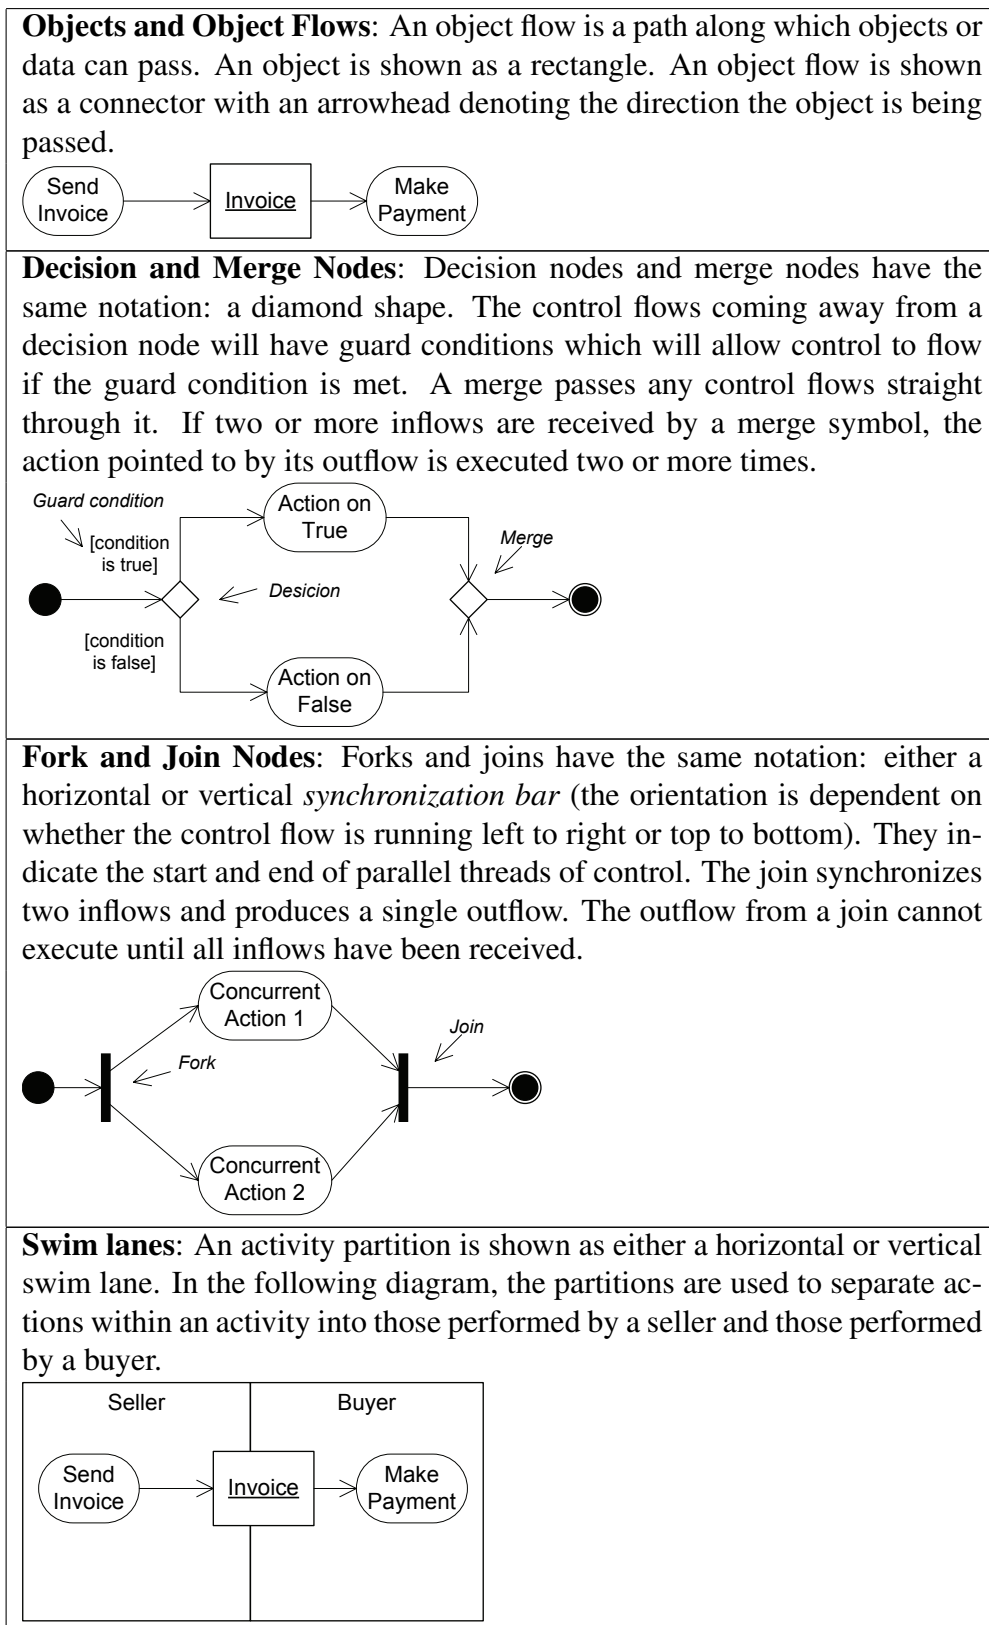 Objects and Object Flows: An object flow is a path along which objects or
data can pass. An object is shown as a rectangle. An object flow is shown
as a connector with an arrowhead denoting the direction the object is being
passed.
Send
Invoice
Invoice
Make
Payment
Decision and Merge Nodes: Decision nodes and merge nodes have the
same notation: a diamond shape. The control flows coming away from a
decision node will have guard conditions which will allow control to flow
if the guard condition is met. A merge passes any control flows straight
through it. If two or more inflows are received by a merge symbol, the
action pointed to by its outflow is executed two or more times.
Guard condition
[condition
is true]
Action on
True
Merge
Desicion
[condition
is false]
Action on
False
Fork and Join Nodes: Forks and joins have the same notation: either a
horizontal or vertical synchronization bar (the orientation is dependent on
whether the control flow is running left to right or top to bottom). They in-
dicate the start and end of parallel threads of control. The join synchronizes
two inflows and produces a single outflow. The outflow from a join cannot
execute until all inflows have been received.
Concurrent
Action 1
Join
Fork
Concurrent
Action 2
Swim lanes: An activity partition is shown as either a horizontal or vertical
swim lane. In the following diagram, the partitions are used to separate ac-
tions within an activity into those performed by a seller and those performed
by a buyer.
Seller
Buyer
Send
Invoice
Invoice
Make
Payment